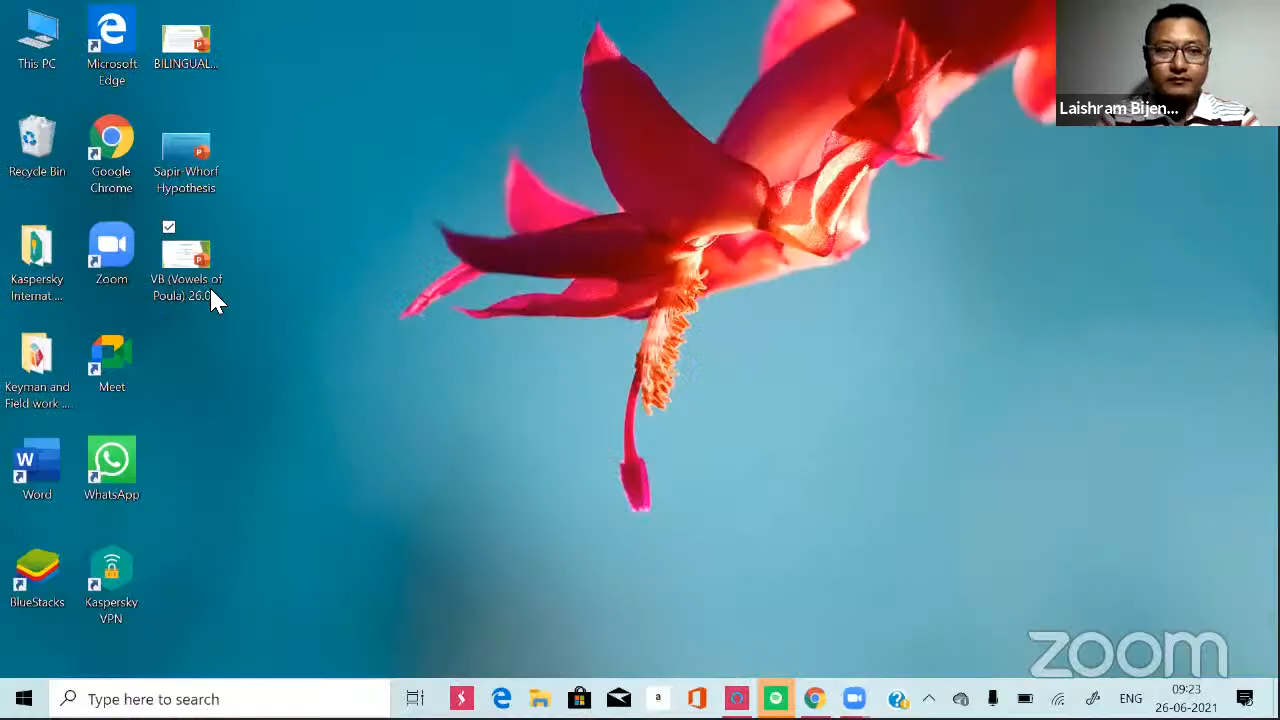 This PC
Microsoft
Edge
BILINGUAL...
Recycle Bin
Google
Chrome
Sapir-Whorf
Hypothesis
Kaspersky
Internat ...
Zoom
VB (Vowels of
Poula) 26.0
Keyman and
Field work ....
Meet
Word
WhatsApp
BlueStacks
Kaspersky
VPN
Laishram Bijen...
zoom
Type here to search
ENG
09:23
26-06-2021